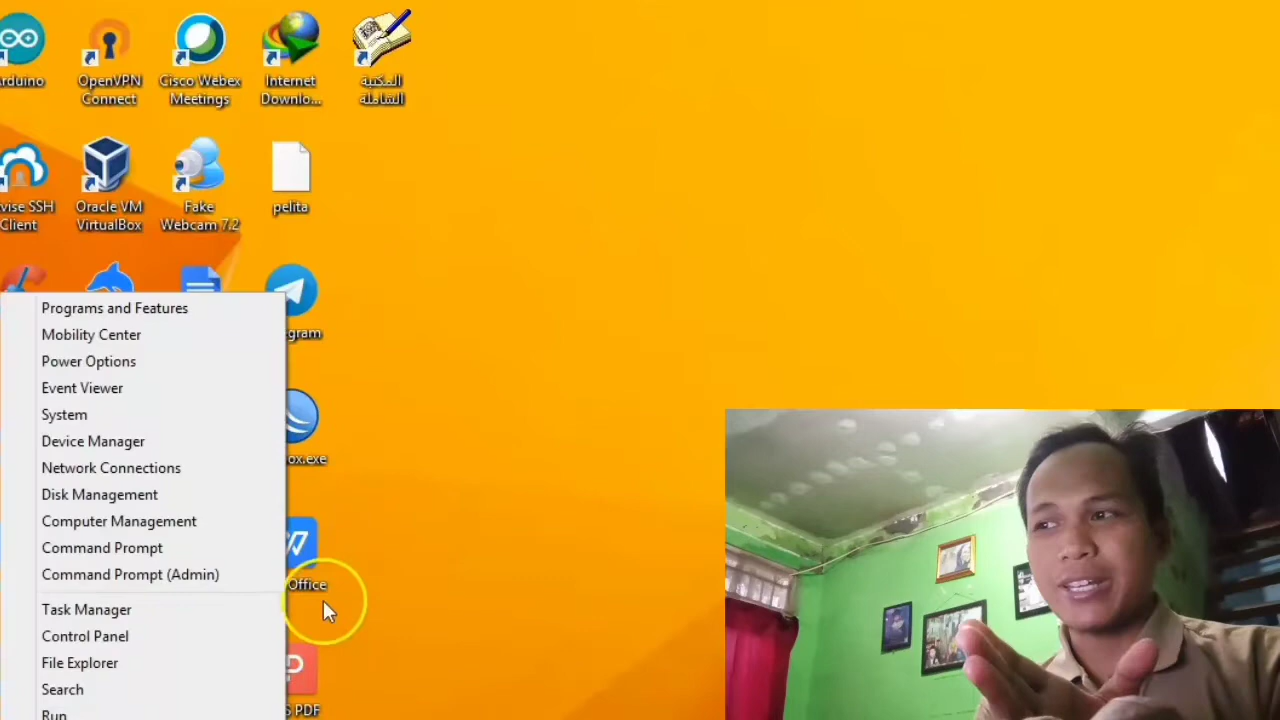 Arduino
OpenVPN
Connect
Cisco Webex
Meetings
Internet
Downlo...
المكتبة
الشاملة
vise SSH
Client
Oracle VM
VirtualBox
Fake
Webcam 7.2
pelita
gram
ox.exe
Office
S PDF
Programs and Features
Mobility Center
Power Options
Event Viewer
System
Device Manager
Network Connections
Disk Management
Computer Management
Command Prompt
Command Prompt (Admin)
Task Manager
Control Panel
File Explorer
Search
Run